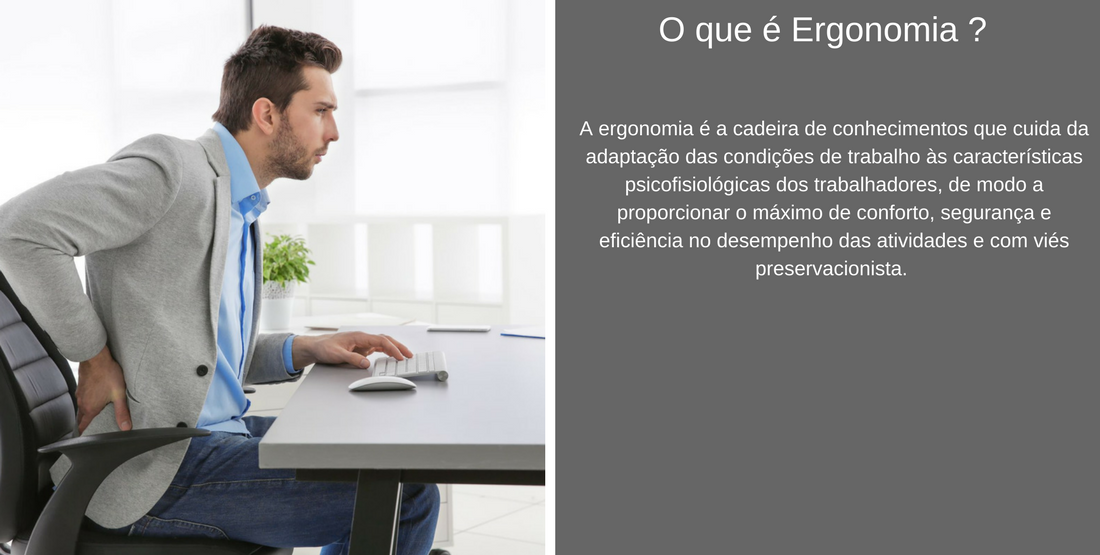 O que é Ergonomia ?
A ergonomia é a cadeira de conhecimentos que cuida da
adaptação das condições de trabalho às características
psicofisiológicas dos trabalhadores, de modo a
proporcionar o máximo de conforto, segurança e
eficiência no desempenho das atividades e com viés
preservacionista.